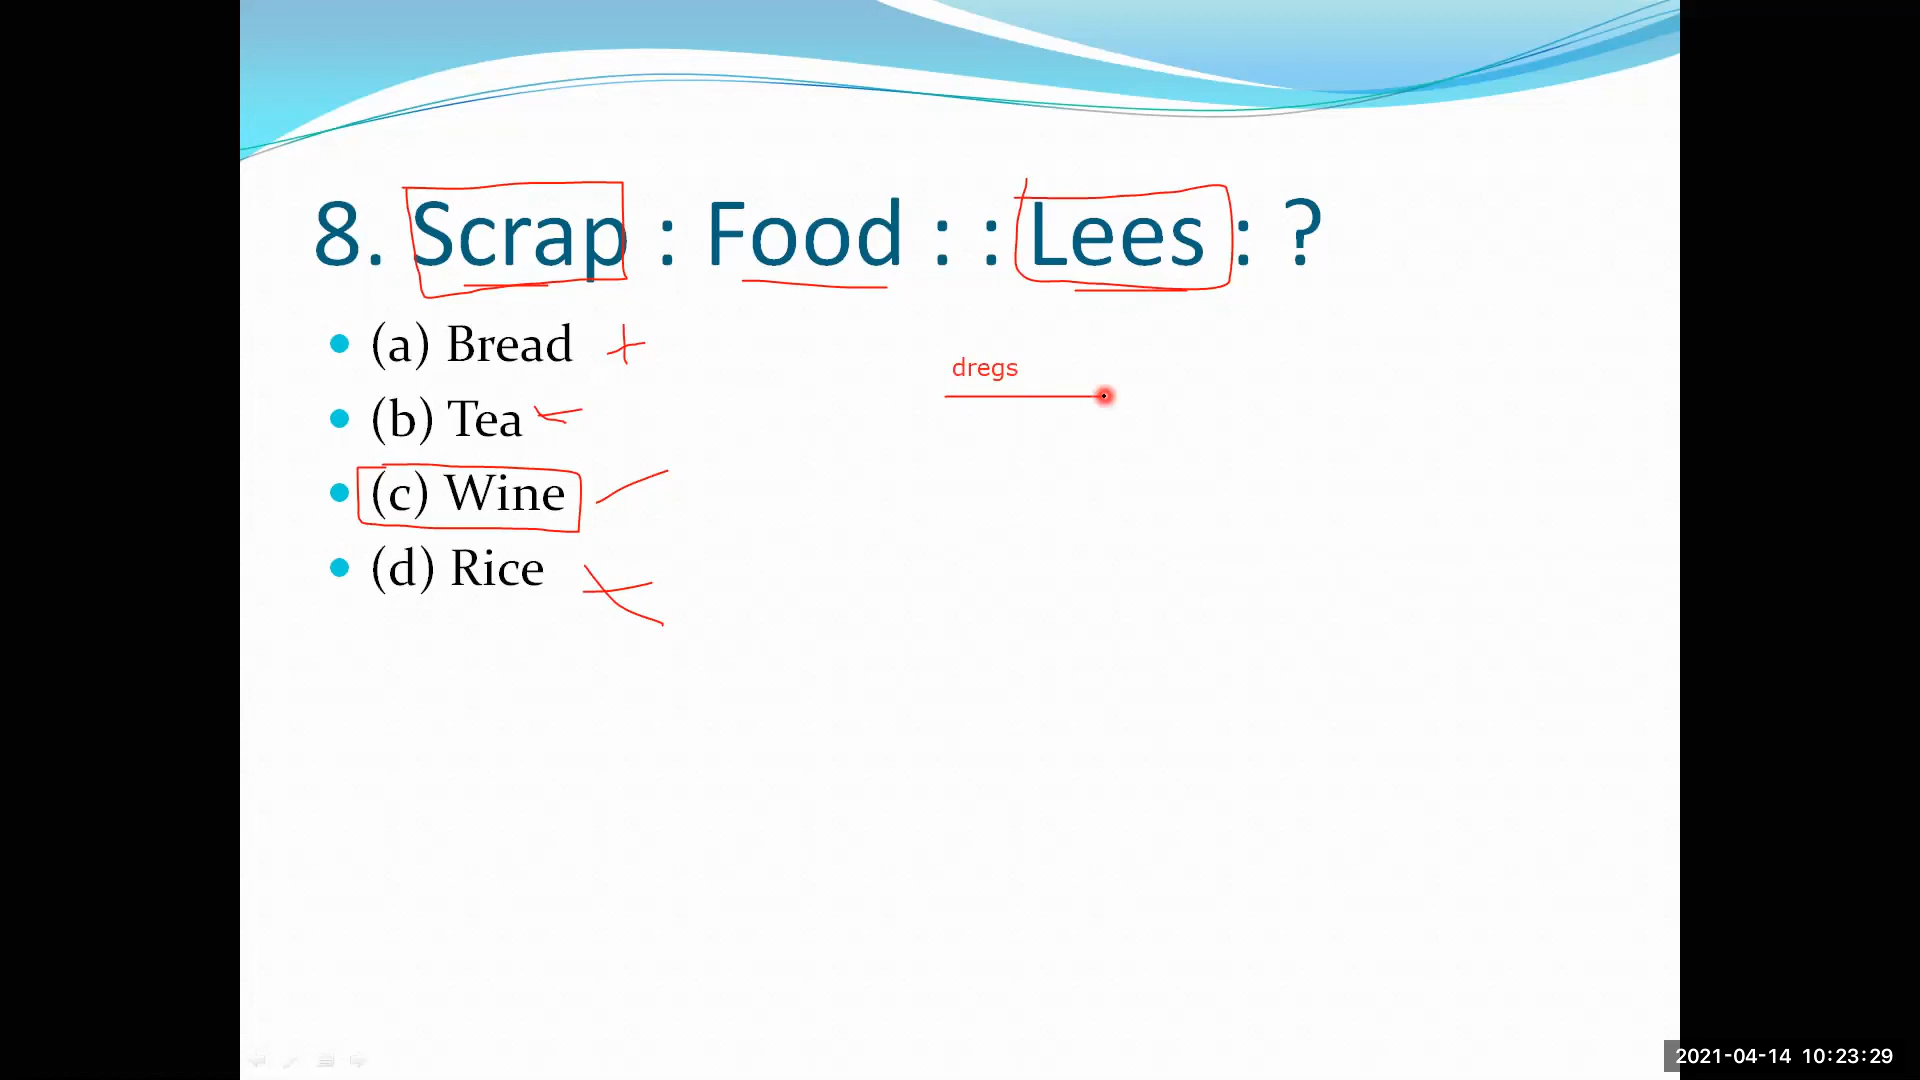 8. Scrap : Food : : Lees : ?
(a) Bread
dregs
(b) Tea
(c) Wine
(d) Rice
2021-04-14 10:23:29